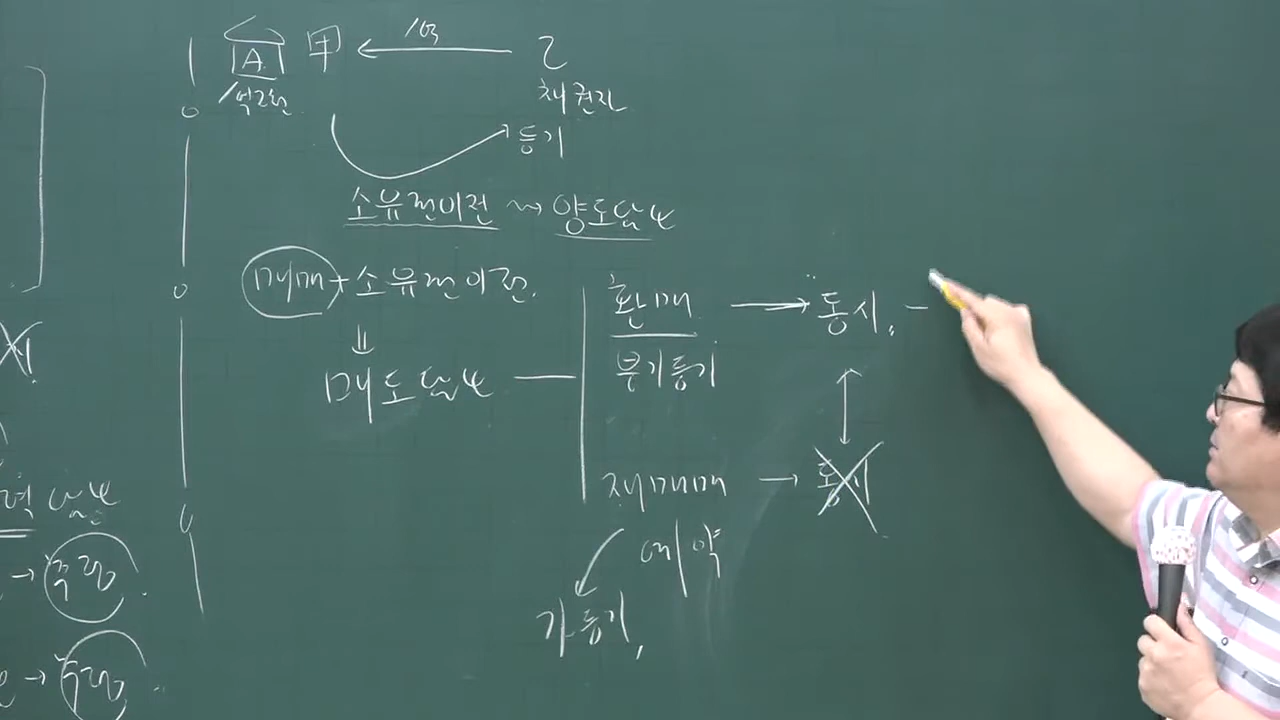 A 甲 ← 1억 乙
1억2천 채권자
등기
소유권이전 → 양도담보
매매 + 소유권이전.
환매 → 동시. -
⇓
매도담보 —
부기등기
재매매 → 동시
예약
가등기,
담보